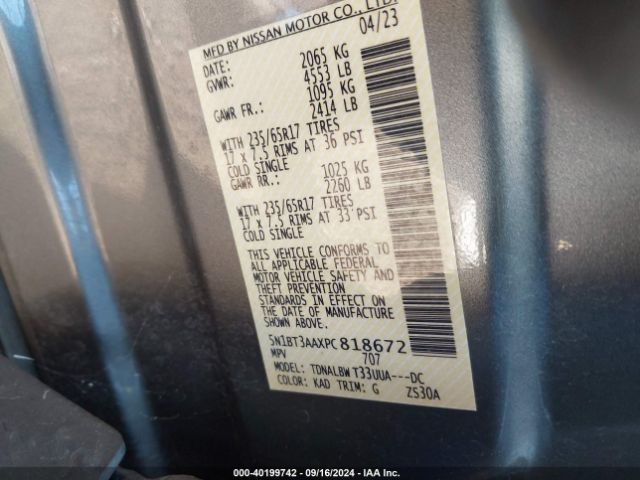 MFD BY NISSAN MOTOR CO., LTD.
DATE: 04/23
GVWR: 2065 KG
4553 LB
GAWR FR.: 1095 KG
2414 LB
WITH 235/65R17 TIRES
17 x 7.5 RIMS AT 36 PSI
COLD SINGLE
GAWR RR.: 1025 KG
2260 LB
WITH 235/65R17 TIRES
17 x 7.5 RIMS AT 33 PSI
COLD SINGLE
THIS VEHICLE CONFORMS TO
ALL APPLICABLE FEDERAL
MOTOR VEHICLE SAFETY AND
THEFT PREVENTION
STANDARDS IN EFFECT ON
THE DATE OF MANUFACTURE
SHOWN ABOVE.
5N1BT3AAXPC818672
MPV 707
MODEL: TDNALBWT33UUA---DC
COLOR: KAD TRIM: G ZS30A
000-40199742 - 09/16/2024 - IAA Inc.